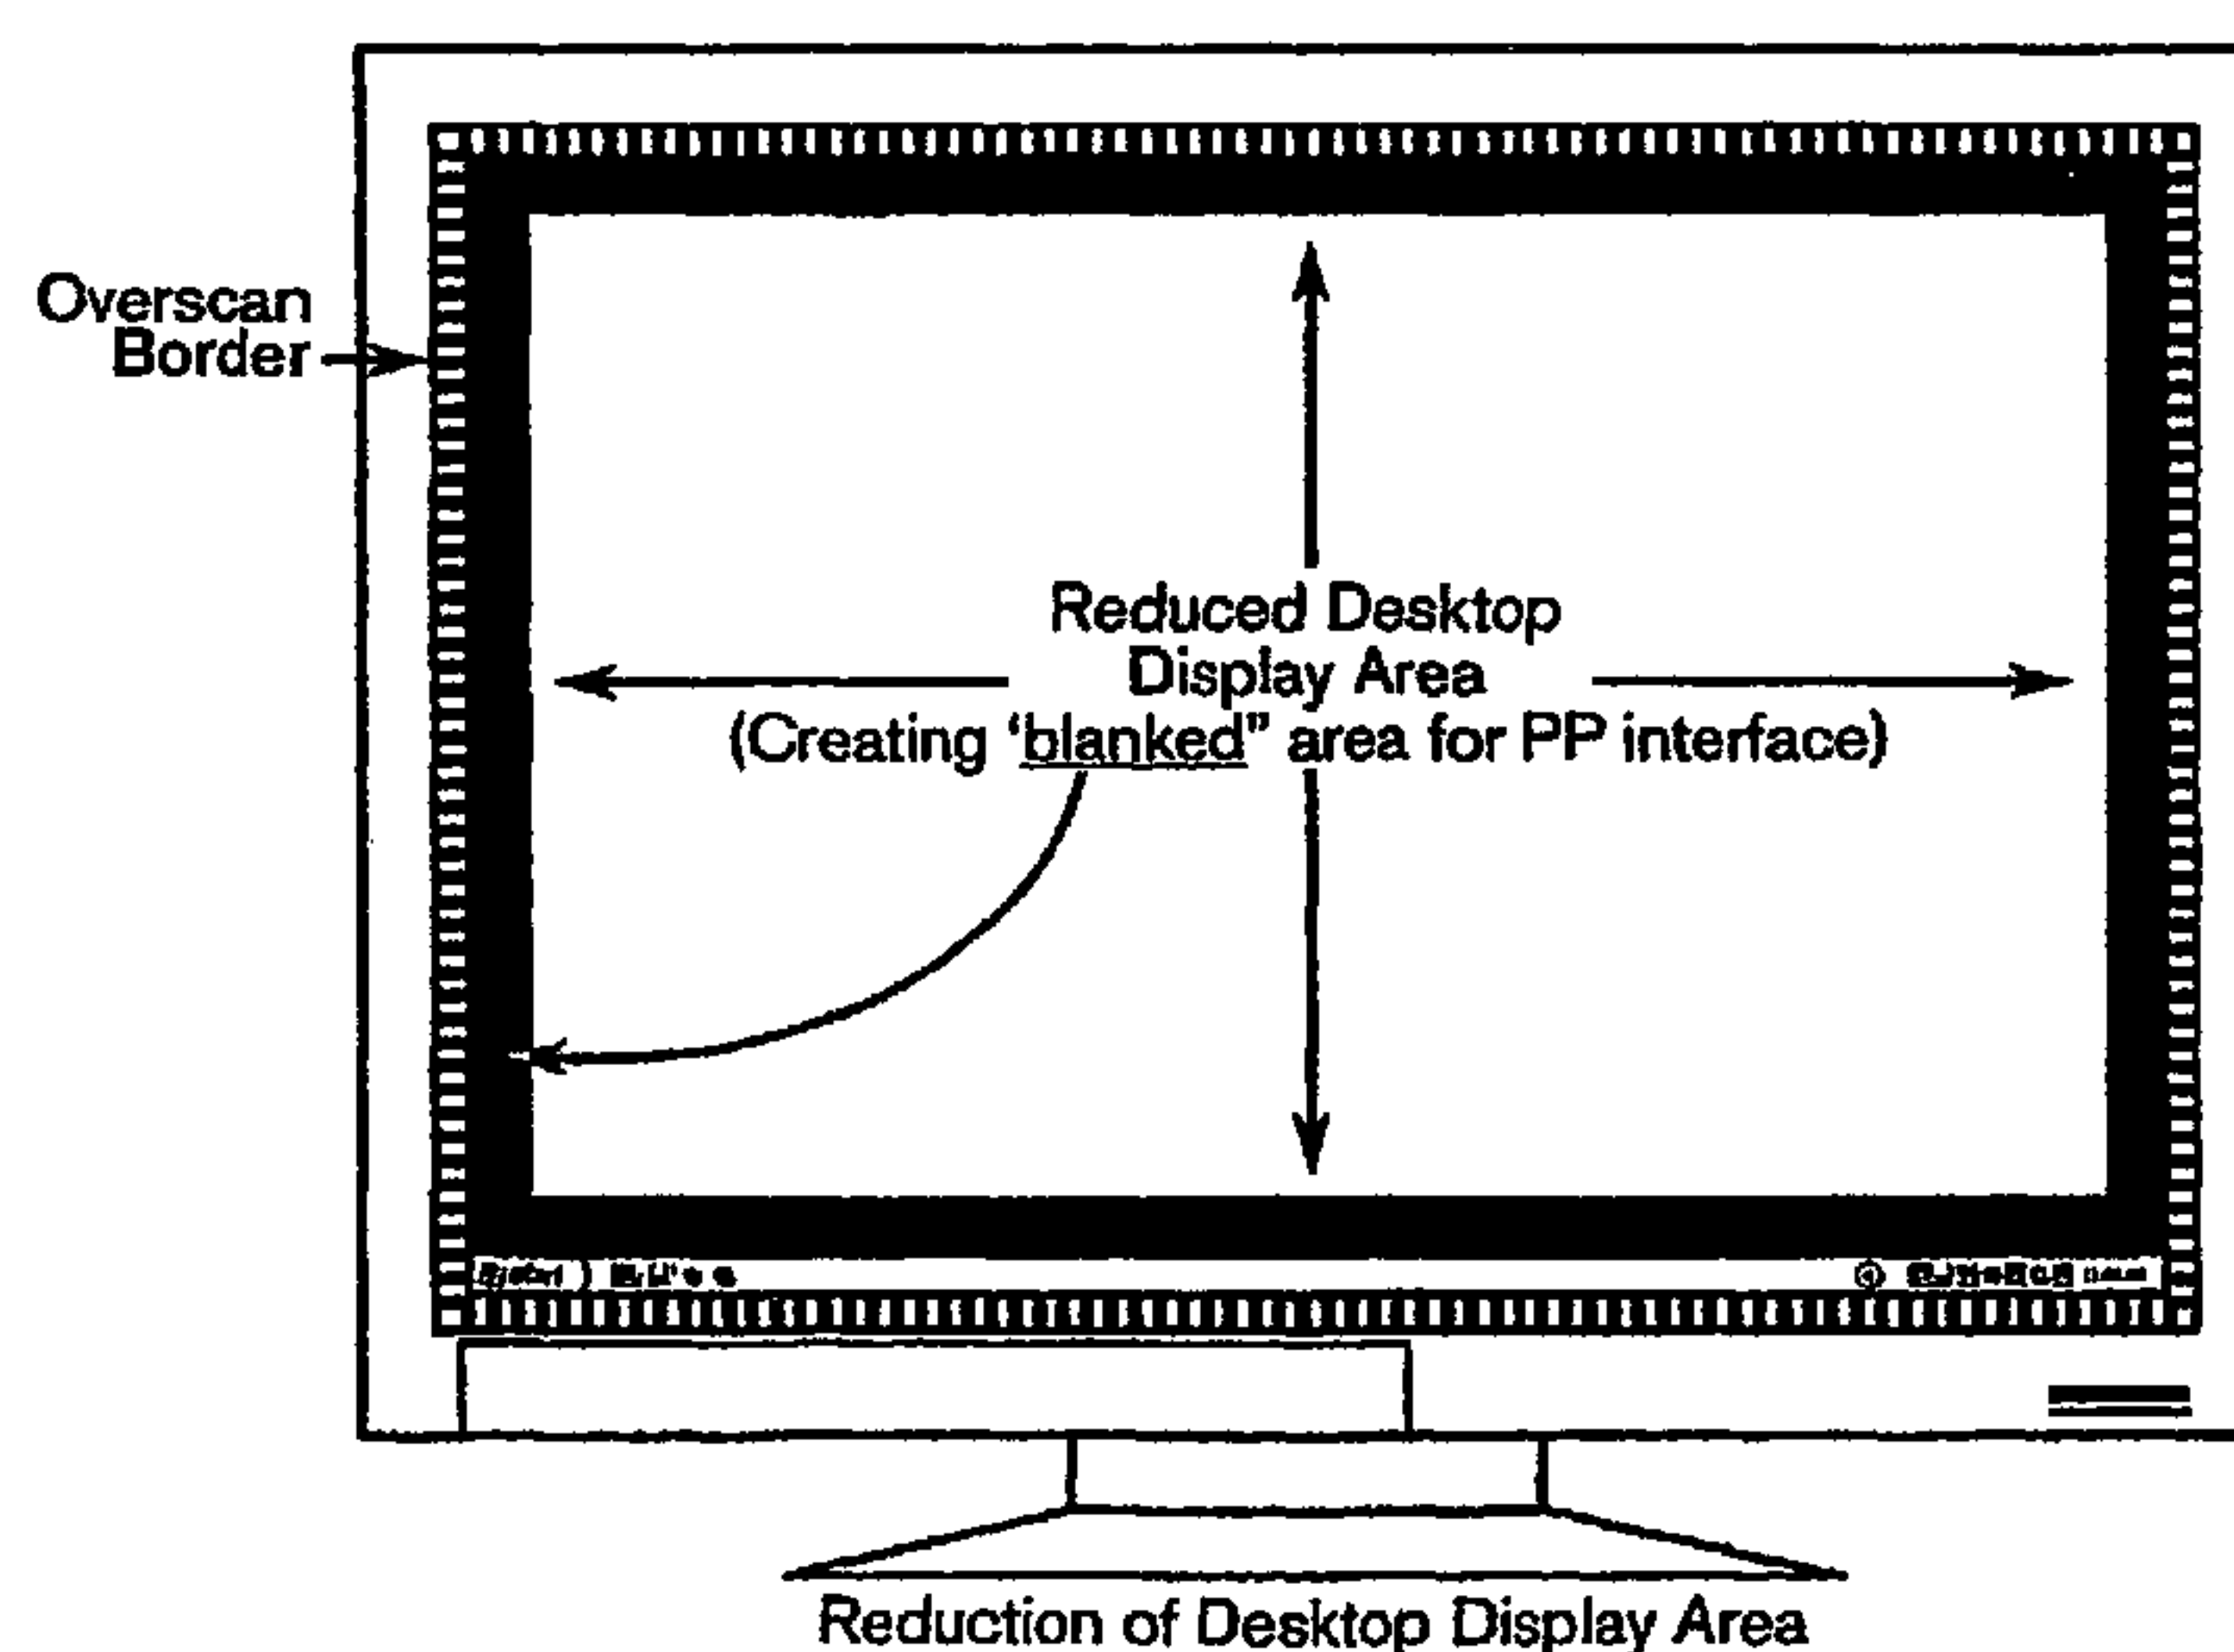 Overscan
Border
Reduced Desktop
Display Area
(Creating 'blanked" area for PP interface)
Reduction of Desktop Display Area